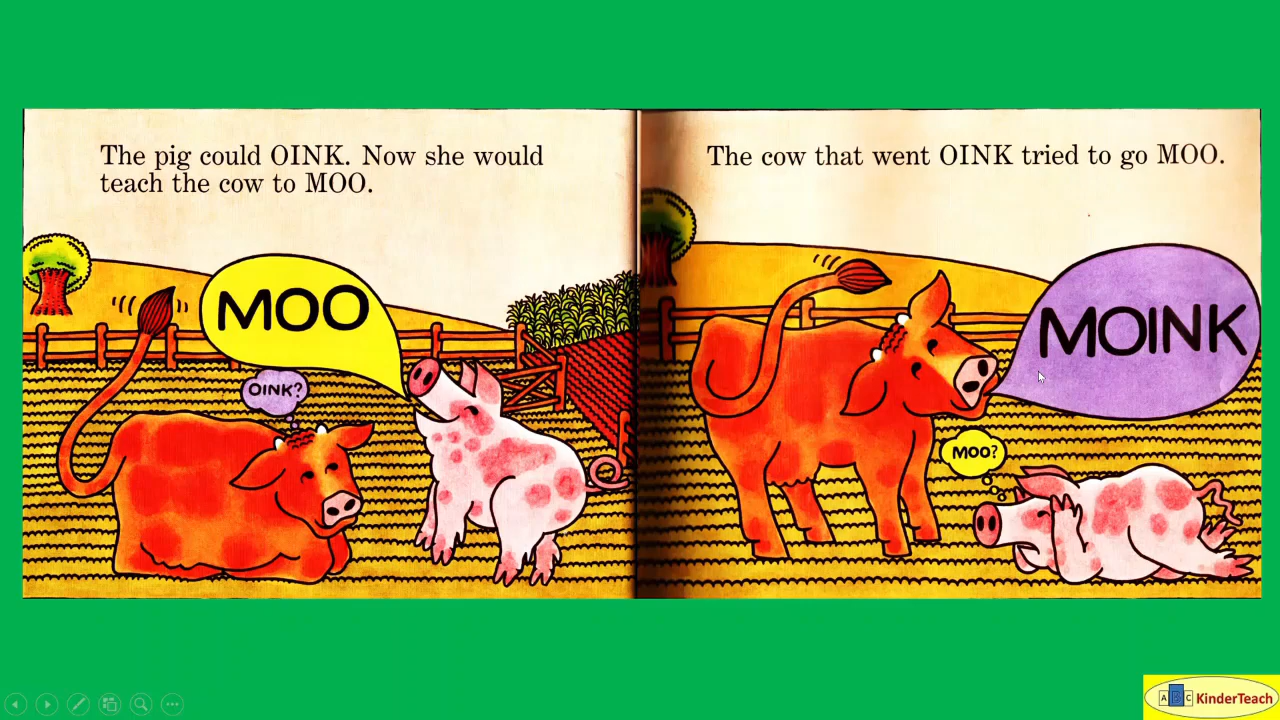 The pig could OINK. Now she would
teach the cow to MOO.
MOO
OINK?
The cow that went OINK tried to go MOO.
MOINK
MOO?
A B C KinderTeach